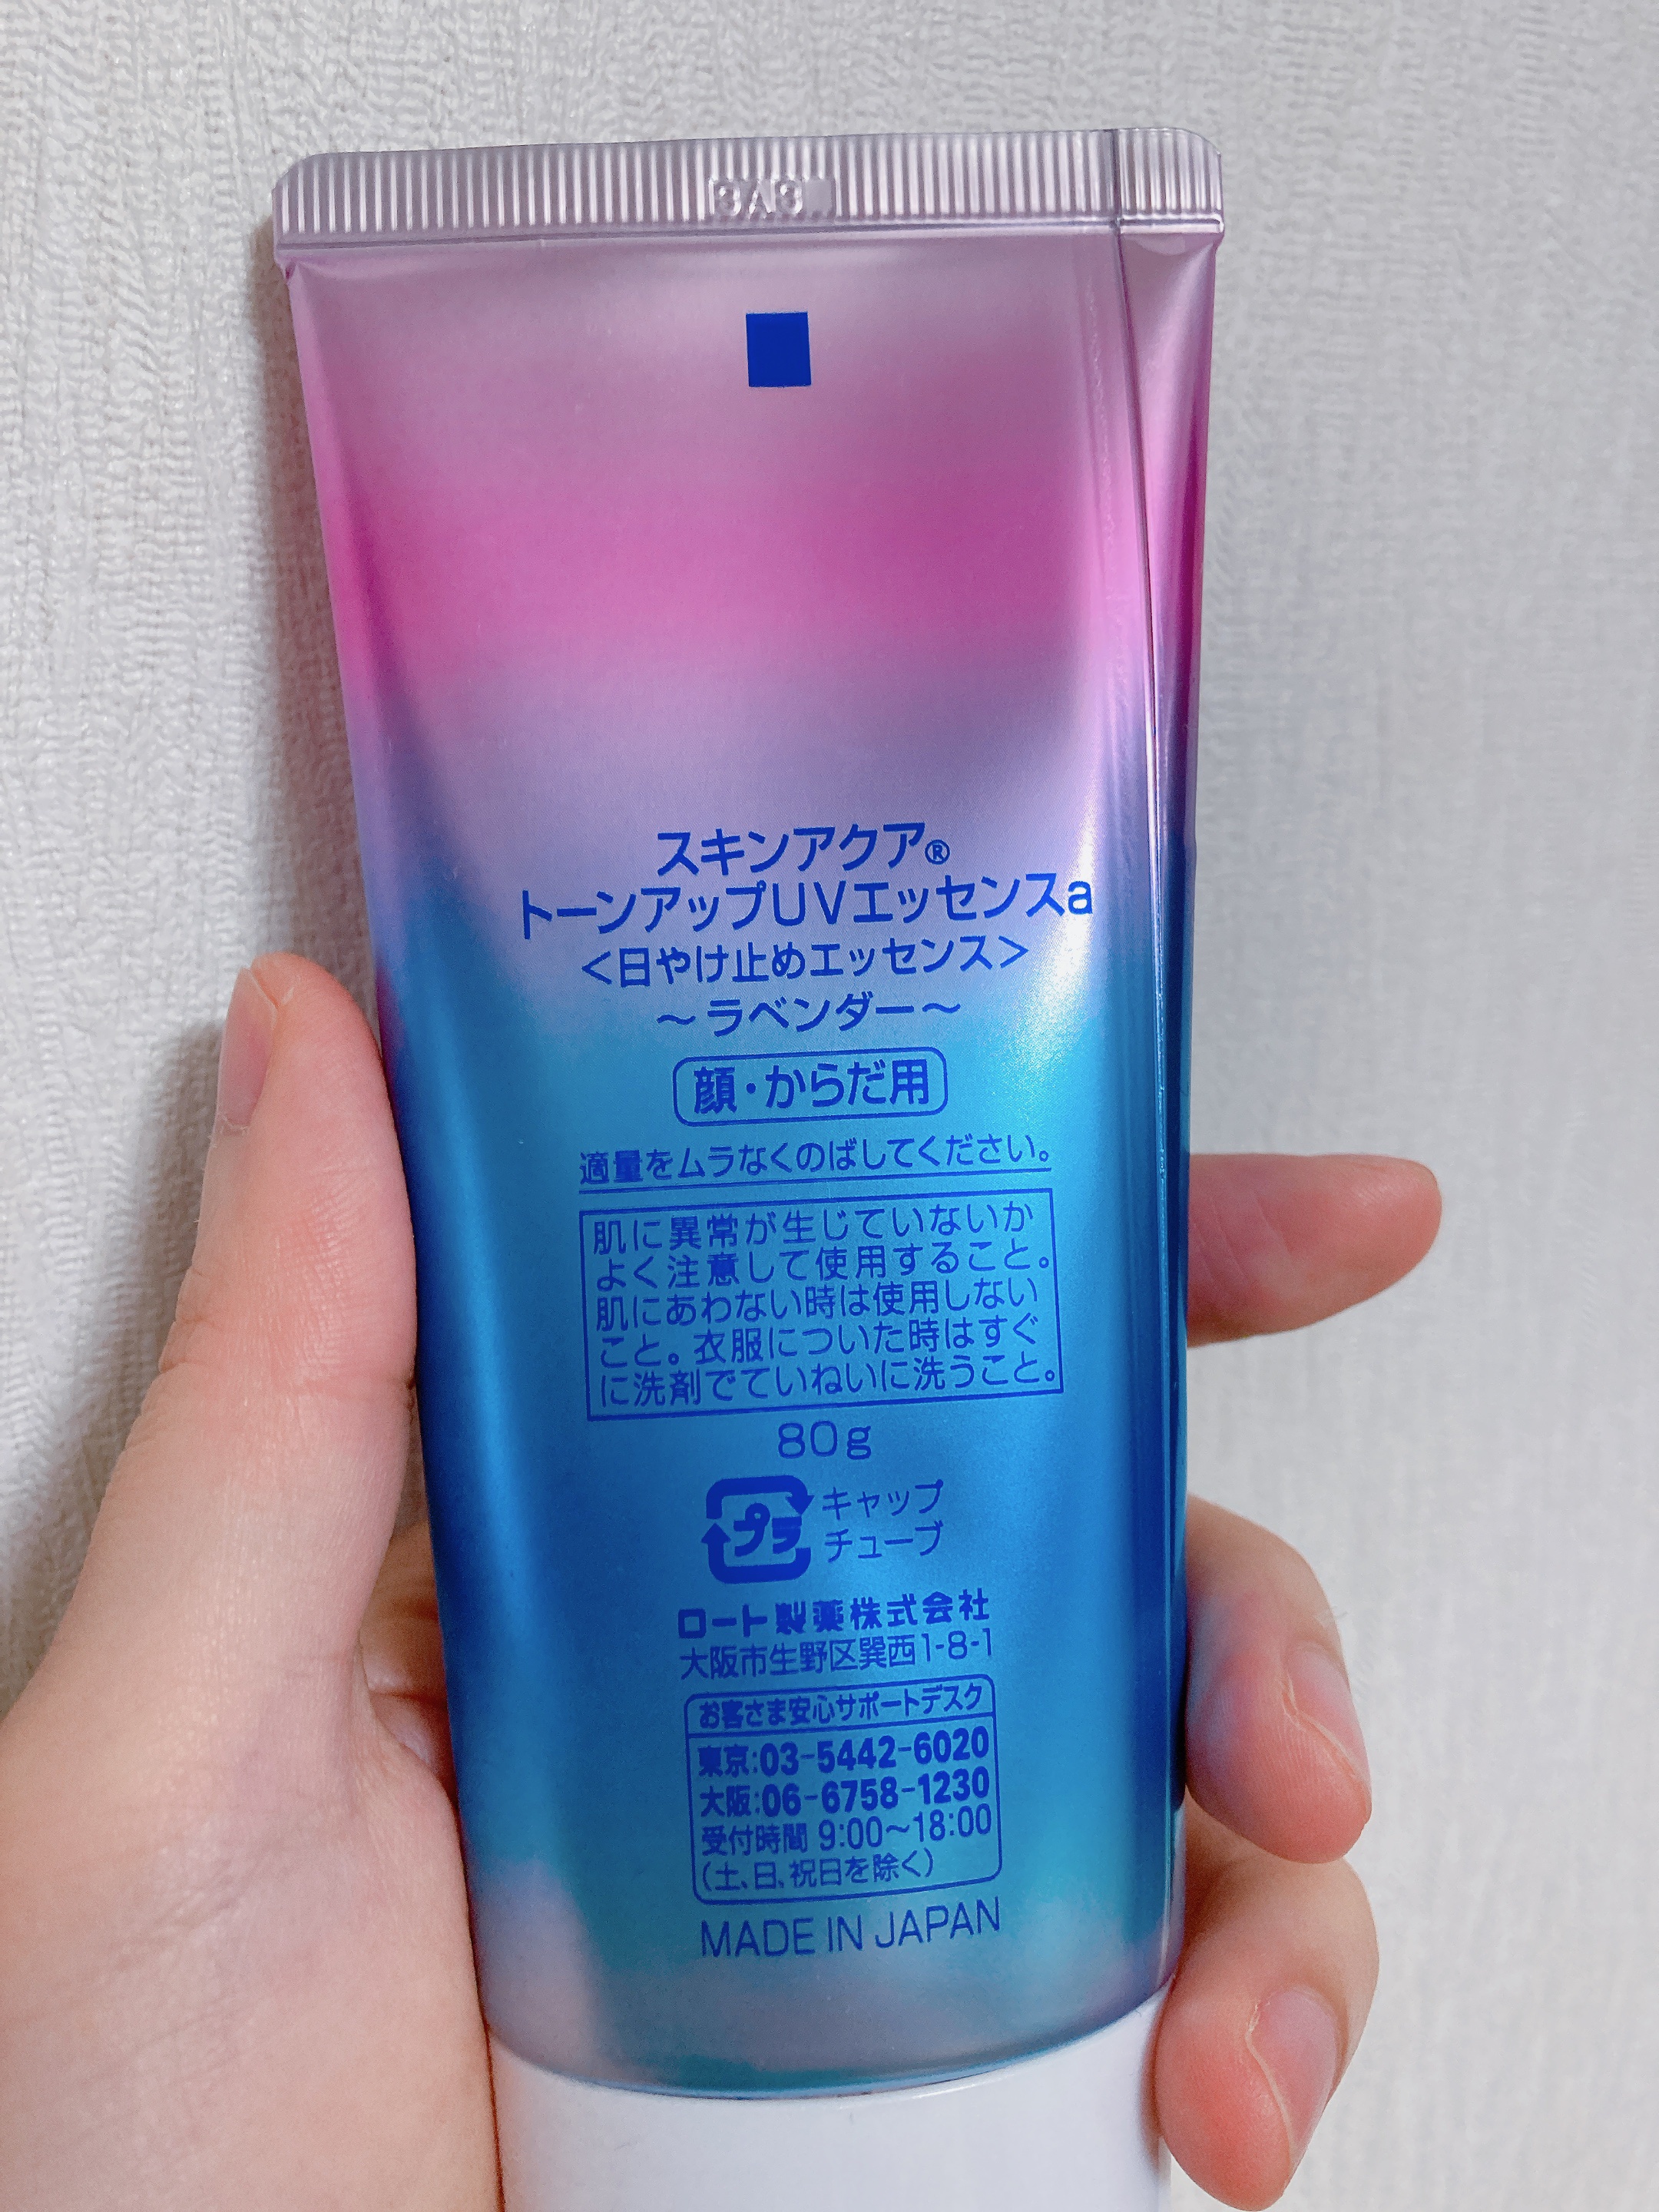 3A3
スキンアクア®
トーンアップUVエッセンスa
＜日やけ止めエッセンス＞
～ラベンダー～
顔・からだ用
適量をムラなくのばしてください。
肌に異常が生じていないか
よく注意して使用すること。
肌にあわない時は使用しない
こと。衣服についた時はすぐ
に洗剤でていねいに洗うこと。
80g
プラ
キャップ
チューブ
ロート製薬株式会社
大阪市生野区巽西1-8-1
お客さま安心サポートデスク
東京:03-5442-6020
大阪:06-6758-1230
受付時間 9:00～18:00
(土、日、祝日を除く)
MADE IN JAPAN